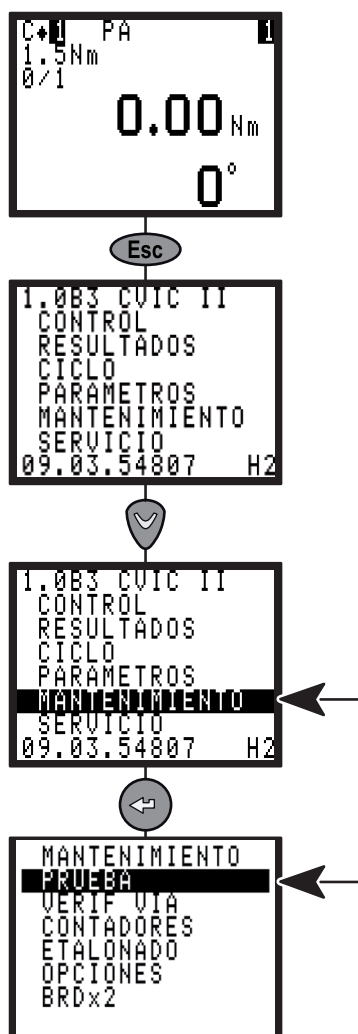 C♦1 PA 1
1.5Nm
0/1
0.00 Nm
0°
Esc
1.0B3 CVIC II
CONTROL
RESULTADOS
CICLO
PARAMETROS
MANTENIMIENTO
SERVICIO
09.03.54807 H2
1.0B3 CVIC II
CONTROL
RESULTADOS
CICLO
PARAMETROS
MANTENIMIENTO
SERVICIO
09.03.54807 H2
MANTENIMIENTO
PRUEBA
VERIF VIA
CONTADORES
ETALONADO
OPCIONES
BRDx2